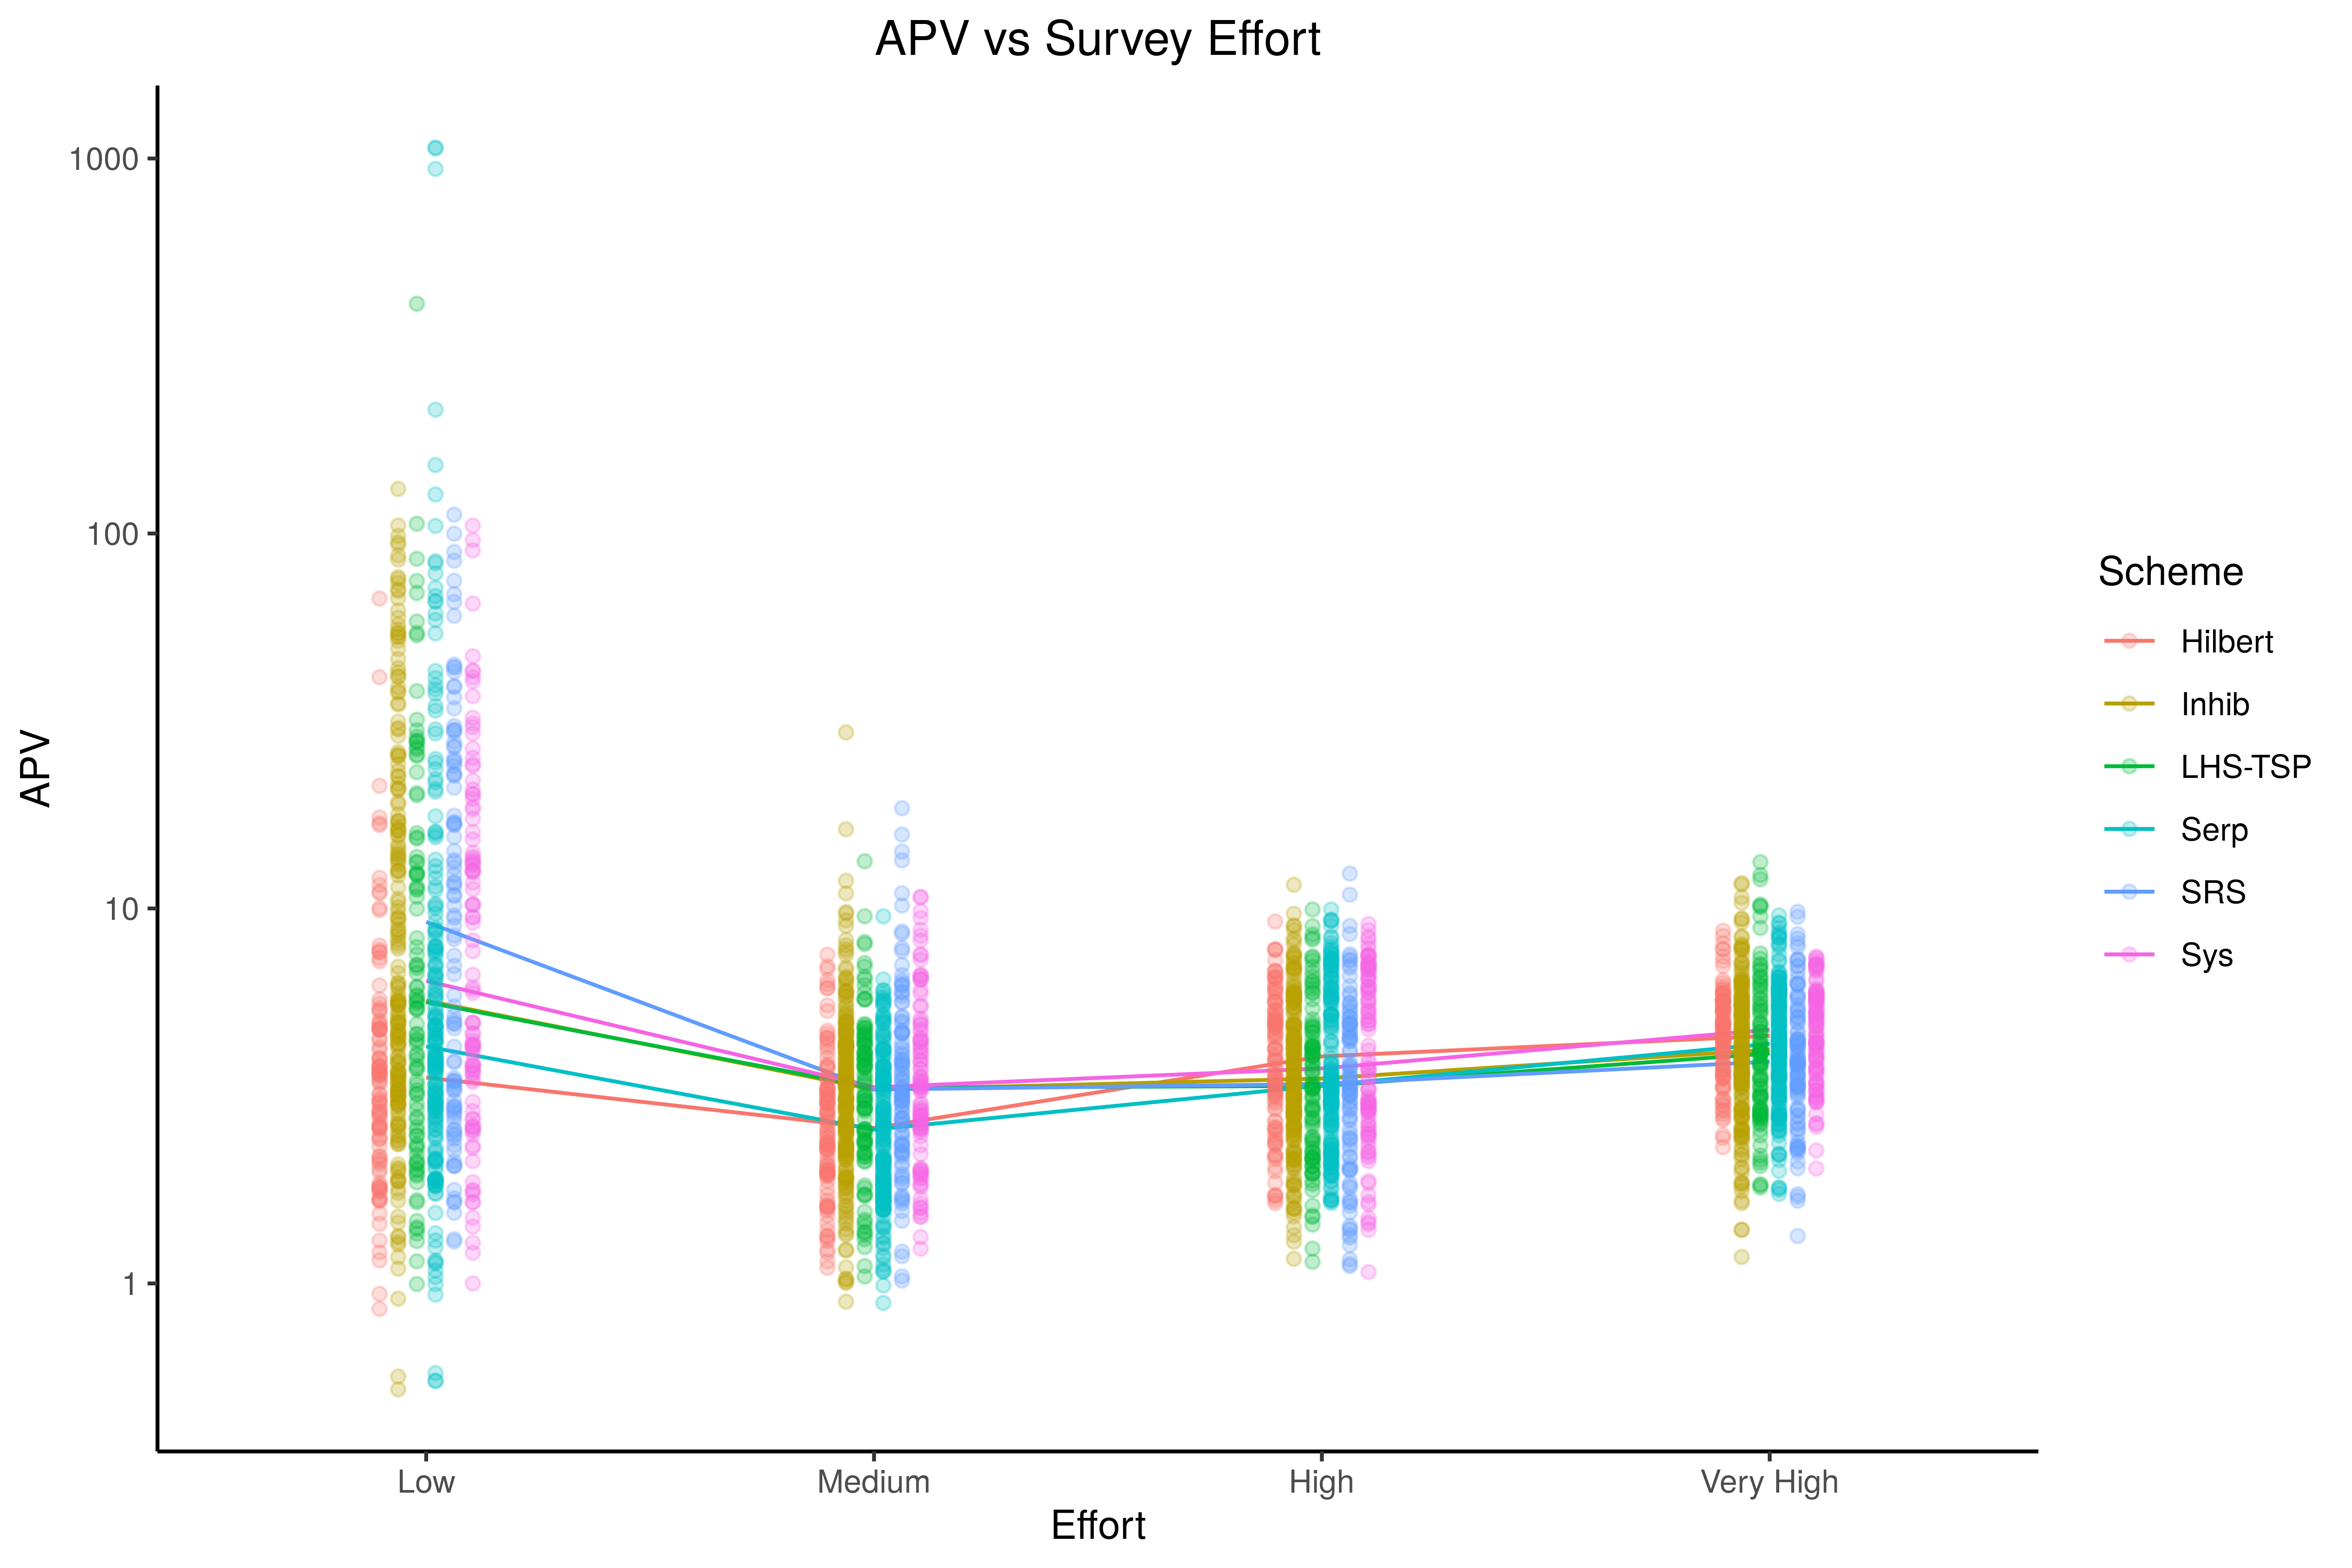 APV vs Survey Effort
1000
100
10
1
APV
Low
Medium
High
Very High
Effort
Scheme
Hilbert
Inhib
LHS-TSP
Serp
SRS
Sys